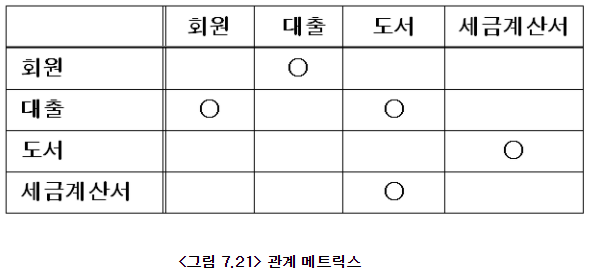 회원 대출 도서 세금계산서
회원 ○
대출 ○ ○
도서 ○
세금계산서 ○
<그림 7.21> 관계 메트릭스